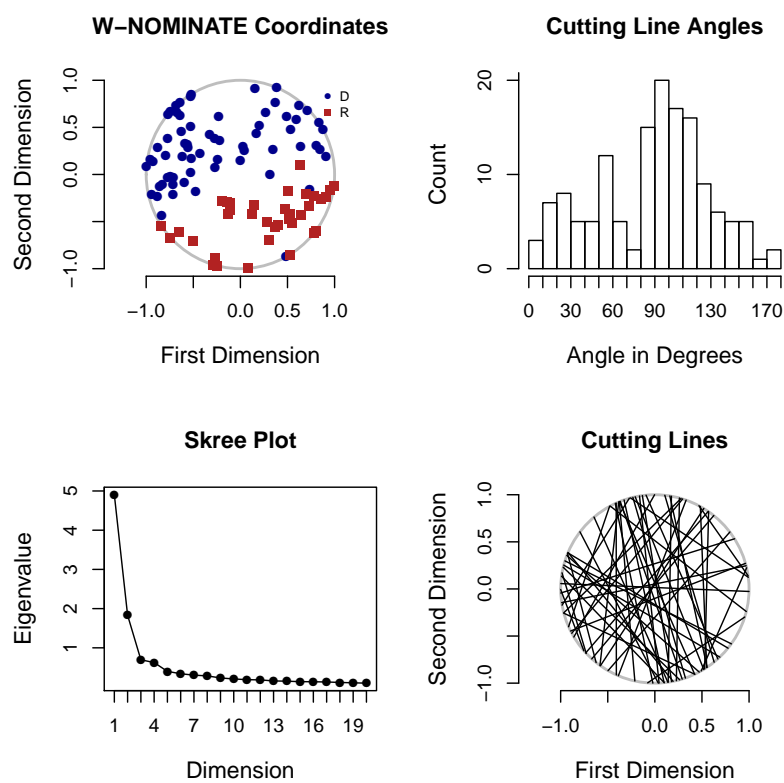 W−NOMINATE Coordinates
Second Dimension
1.0
0.5
0.0
−1.0
D
R
−1.0
0.0
0.5
1.0
First Dimension
Cutting Line Angles
Count
20
10
0
0
30
60
90
130
170
Angle in Degrees
Skree Plot
Eigenvalue
5
4
3
2
1
1
4
7
10
13
16
19
Dimension
Cutting Lines
Second Dimension
1.0
0.5
0.0
−1.0
−1.0
0.0
0.5
1.0
First Dimension